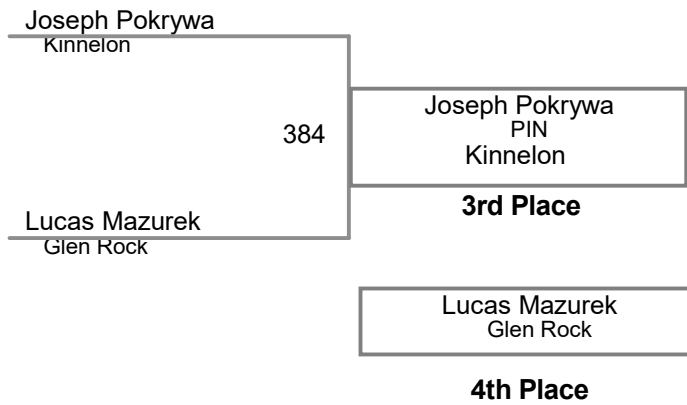 Joseph Pokrywa
Kinnelon
384
Joseph Pokrywa
PIN
Kinnelon
3rd Place
Lucas Mazurek
Glen Rock
Lucas Mazurek
Glen Rock
4th Place